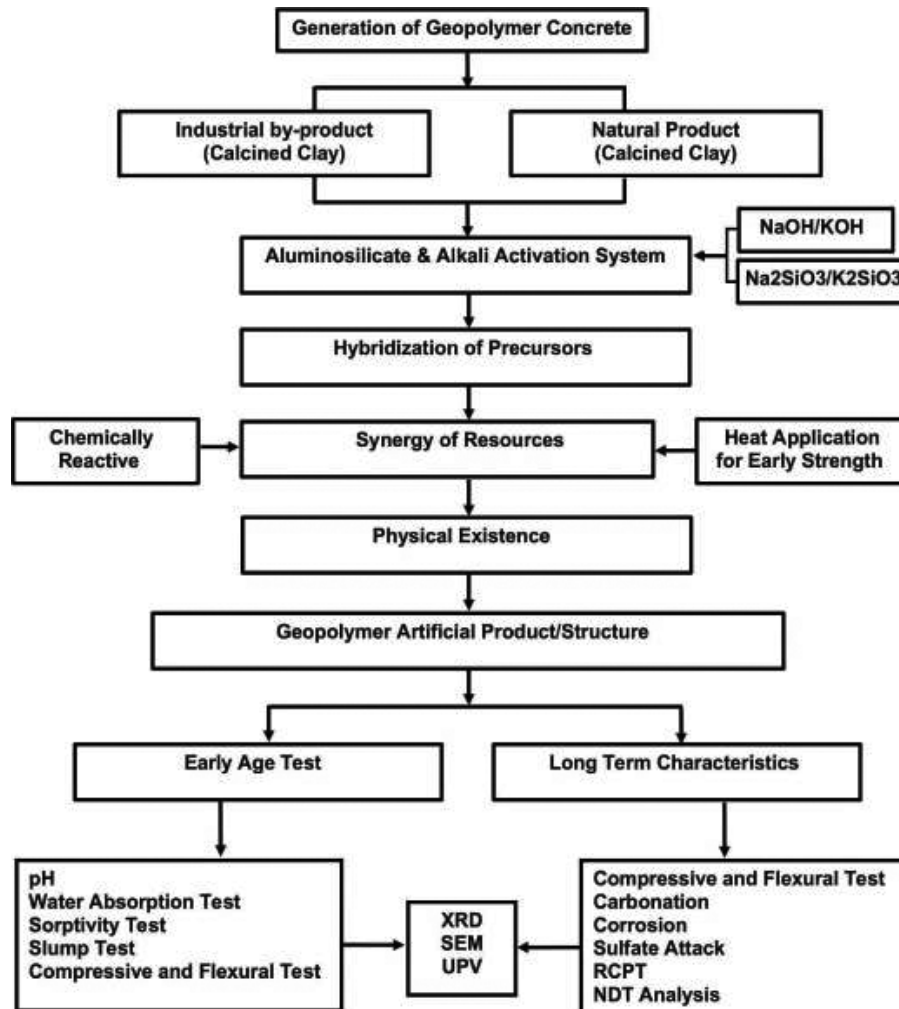 Generation of Geopolymer Concrete
Industrial by-product
(Calcined Clay)
Natural Product
(Calcined Clay)
Aluminosilicate & Alkali Activation System
NaOH/KOH
Na2SiO3/K2SiO3
Hybridization of Precursors
Chemically
Reactive
Synergy of Resources
Heat Application
for Early Strength
Physical Existence
Geopolymer Artificial Product/Structure
Early Age Test
Long Term Characteristics
pH
Water Absorption Test
Sorptivity Test
Slump Test
Compressive and Flexural Test
XRD
SEM
UPV
Compressive and Flexural Test
Carbonation
Corrosion
Sulfate Attack
RCPT
NDT Analysis